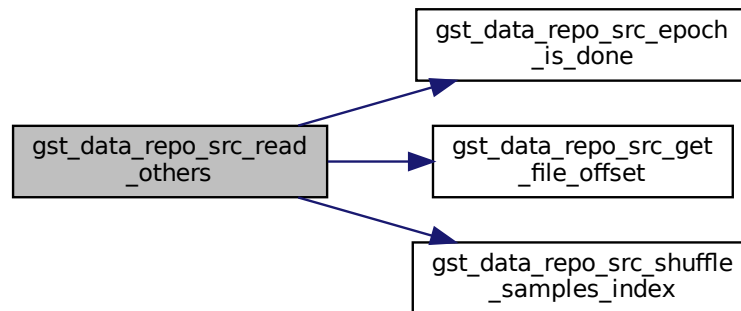 gst_data_repo_src_epoch
_is_done
gst_data_repo_src_read
_others
gst_data_repo_src_get
_file_offset
gst_data_repo_src_shuffle
_samples_index